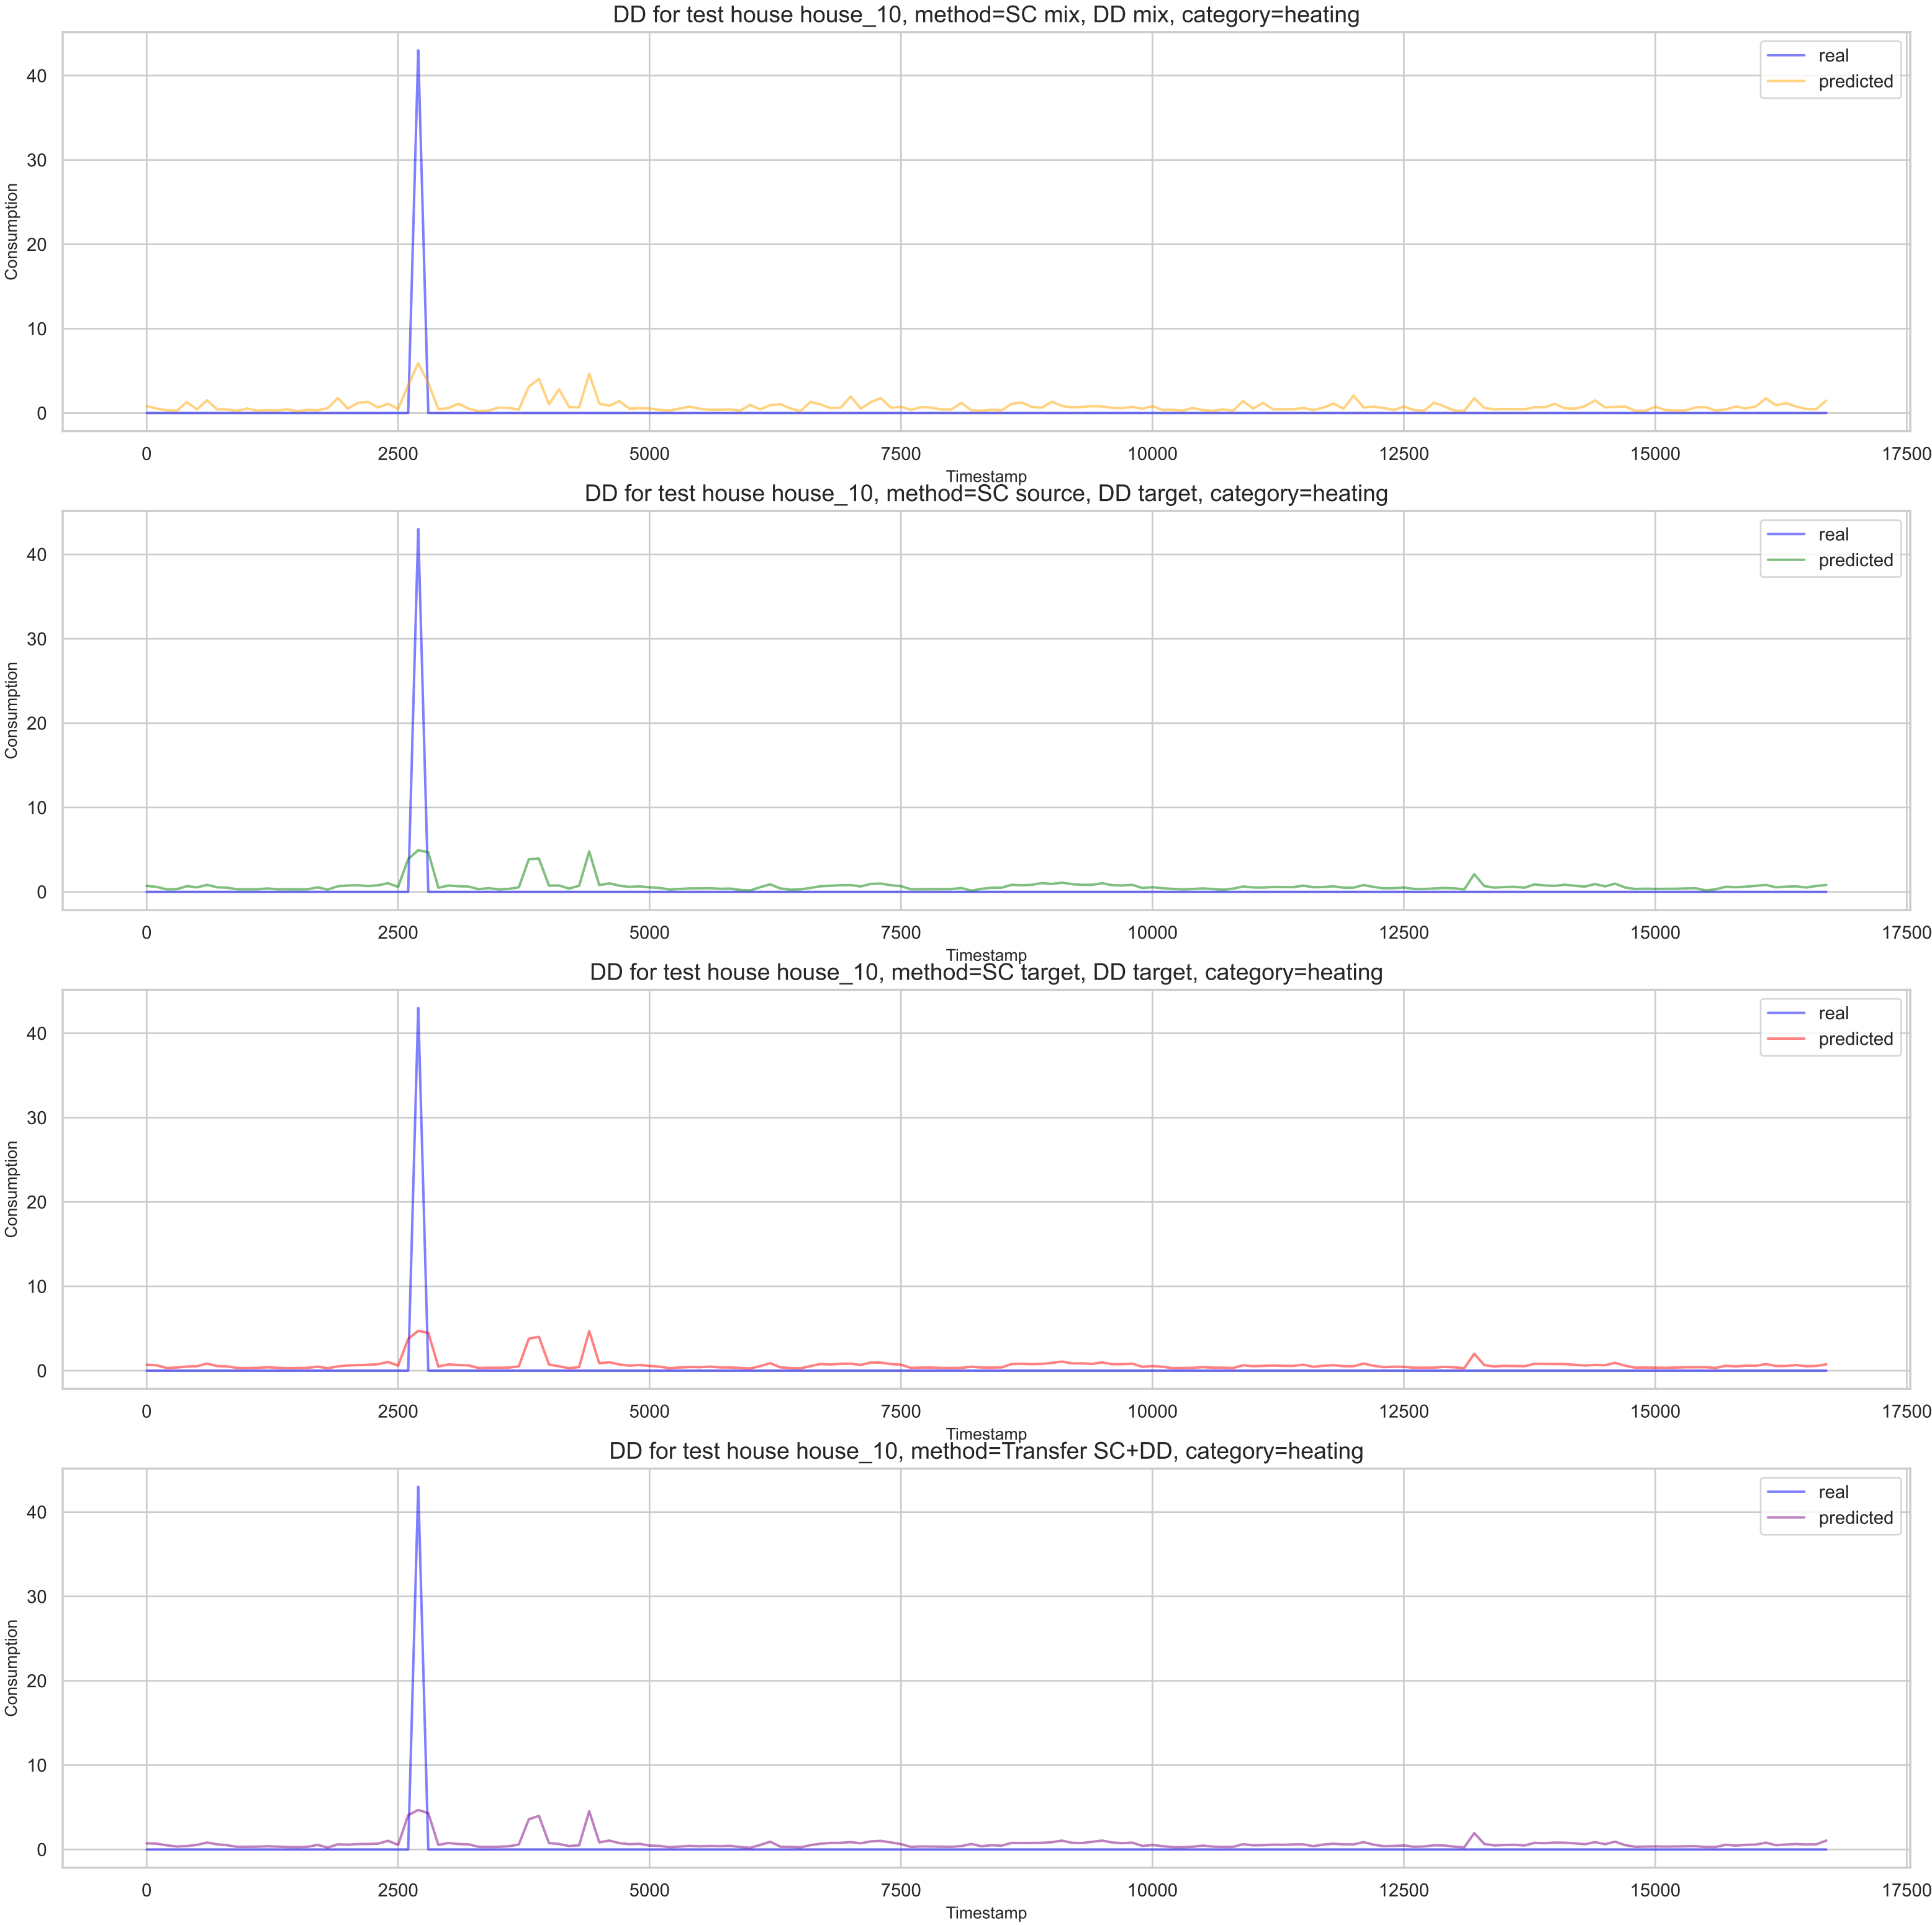 DD for test house house_10, method=SC mix, DD mix, category=heating
real
predicted
40
30
20
10
0
Consumption
0 2500 5000 7500 10000 12500 15000 17500
Timestamp
DD for test house house_10, method=SC source, DD target, category=heating
real
predicted
40
30
20
10
0
Consumption
0 2500 5000 7500 10000 12500 15000 17500
Timestamp
DD for test house house_10, method=SC target, DD target, category=heating
real
predicted
40
30
20
10
0
Consumption
0 2500 5000 7500 10000 12500 15000 17500
Timestamp
DD for test house house_10, method=Transfer SC+DD, category=heating
real
predicted
40
30
20
10
0
Consumption
0 2500 5000 7500 10000 12500 15000 17500
Timestamp